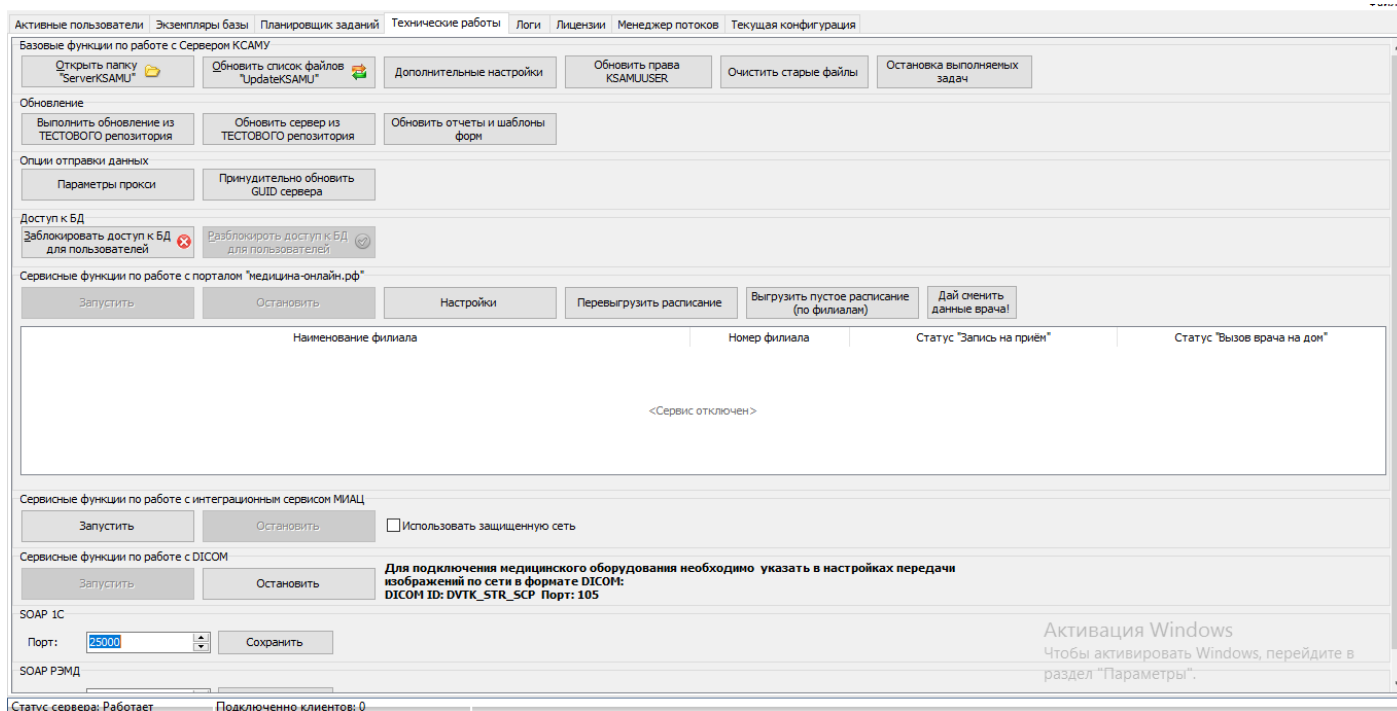 Активные пользователи Экземпляры базы Планировщик заданий Технические работы Логи Лицензии Менеджер потоков Текущая конфигурация
Базовые функции по работе с Сервером КСАМУ
Открыть папку "ServerKSAMU"
Обновить список файлов "UpdateKSAMU"
Дополнительные настройки
Обновить права KSAMUUSER
Очистить старые файлы
Остановка выполняемых задач
Обновление
Выполнить обновление из ТЕСТОВОГО репозитория
Обновить сервер из ТЕСТОВОГО репозитория
Обновить отчеты и шаблоны форм
Опции отправки данных
Параметры прокси
Принудительно обновить GUID сервера
Доступ к БД
Заблокировать доступ к БД для пользователей
Разблокироть доступ к БД для пользователей
Сервисные функции по работе с порталом "медицина-онлайн.рф"
Запустить
Остановить
Настройки
Перевыгрузить расписание
Выгрузить пустое расписание (по филиалам)
Дай сменить данные врача!
Наименование филиала Номер филиала Статус "Запись на приём" Статус "Вызов врача на дом"
<Сервис отключен>
Сервисные функции по работе с интеграционным сервисом МИАЦ
Запустить
Остановить
Использовать защищенную сеть
Сервисные функции по работе с DICOM
Запустить
Остановить
Для подключения медицинского оборудования необходимо указать в настройках передачи
изображений по сети в формате DICOM:
DICOM ID: DVTK_STR_SCP Порт: 105
SOAP 1C
Порт: 25000 Сохранить
Активация Windows
Чтобы активировать Windows, перейдите в
раздел "Параметры".
SOAP РЭМД
Статус сервера: Работает Подключенно клиентов: 0